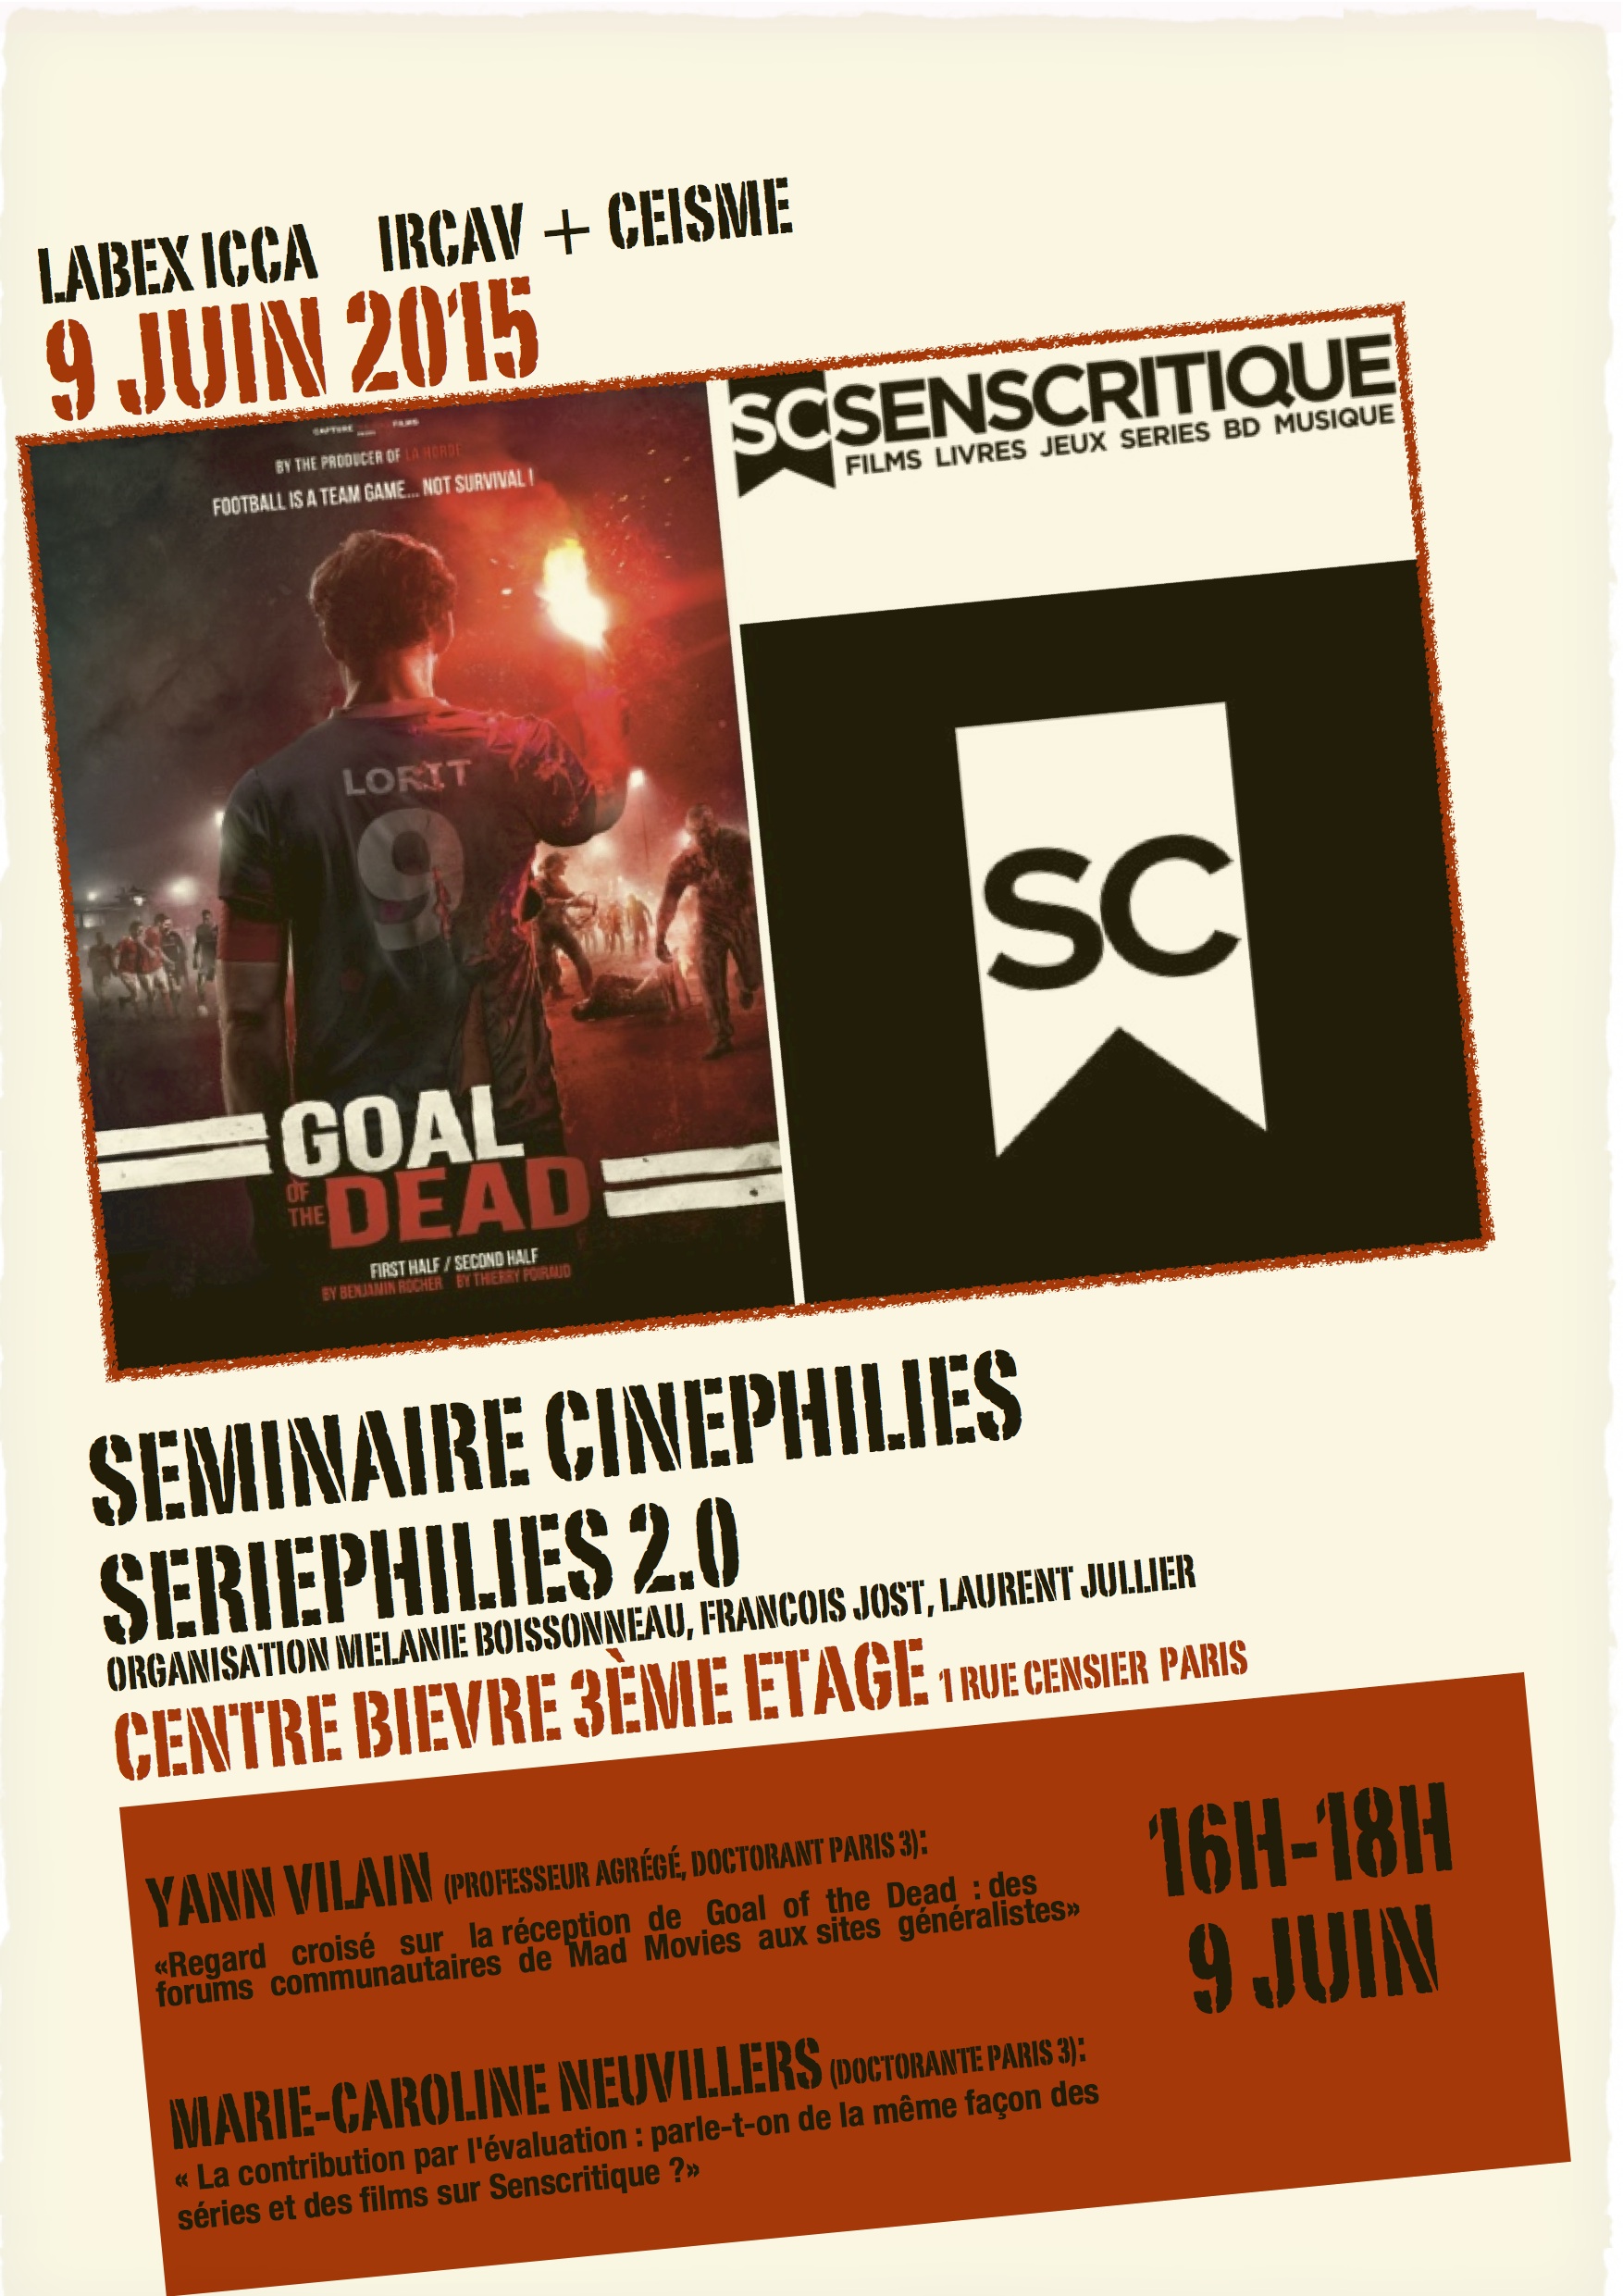 LABEX ICCA IRCAV + CEISME
9 JUIN 2015
CAPTURE FILMS
BY THE PRODUCER OF LA HORDE
FOOTBALL IS A TEAM GAME... NOT SURVIVAL !
LORIT
9
GOAL
OF THE DEAD
FIRST HALF / SECOND HALF
BY BENJAMIN ROCHER BY THIERRY POIRAUD
SC SENSCRITIQUE
FILMS LIVRES JEUX SERIES BD MUSIQUE
SC
SEMINAIRE CINEPHILIES
SERIEPHILIES 2.0
ORGANISATION MELANIE BOISSONNEAU, FRANCOIS JOST, LAURENT JULLIER
CENTRE BIEVRE 3ÈME ETAGE 1 RUE CENSIER PARIS
YANN VILAIN (PROFESSEUR AGRÉGÉ, DOCTORANT PARIS 3):
«Regard croisé sur la réception de Goal of the Dead : des
forums communautaires de Mad Movies aux sites généralistes»
16H-18H
9 JUIN
MARIE-CAROLINE NEUVILLERS (DOCTORANTE PARIS 3):
« La contribution par l'évaluation : parle-t-on de la même façon des
séries et des films sur Senscritique ?»